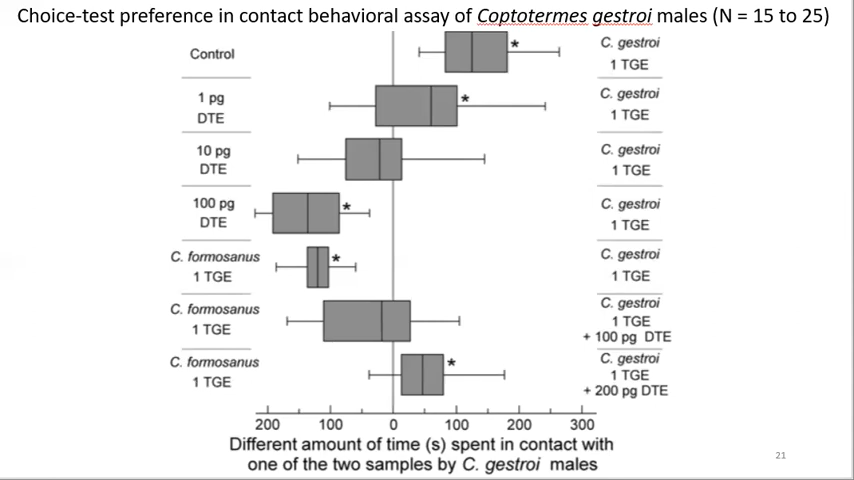 Choice-test preference in contact behavioral assay of Coptotermes gestroi males (N = 15 to 25)
Control
*
C. gestroi
1 TGE
1 pg
DTE
*
C. gestroi
1 TGE
10 pg
DTE
C. gestroi
1 TGE
100 pg
DTE
*
C. gestroi
1 TGE
C. formosanus
1 TGE
*
C. gestroi
1 TGE
C. formosanus
1 TGE
C. gestroi
1 TGE
+ 100 pg DTE
C. formosanus
1 TGE
*
C. gestroi
1 TGE
+ 200 pg DTE
200 100 0 100 200 300
Different amount of time (s) spent in contact with
one of the two samples by C. gestroi males
21